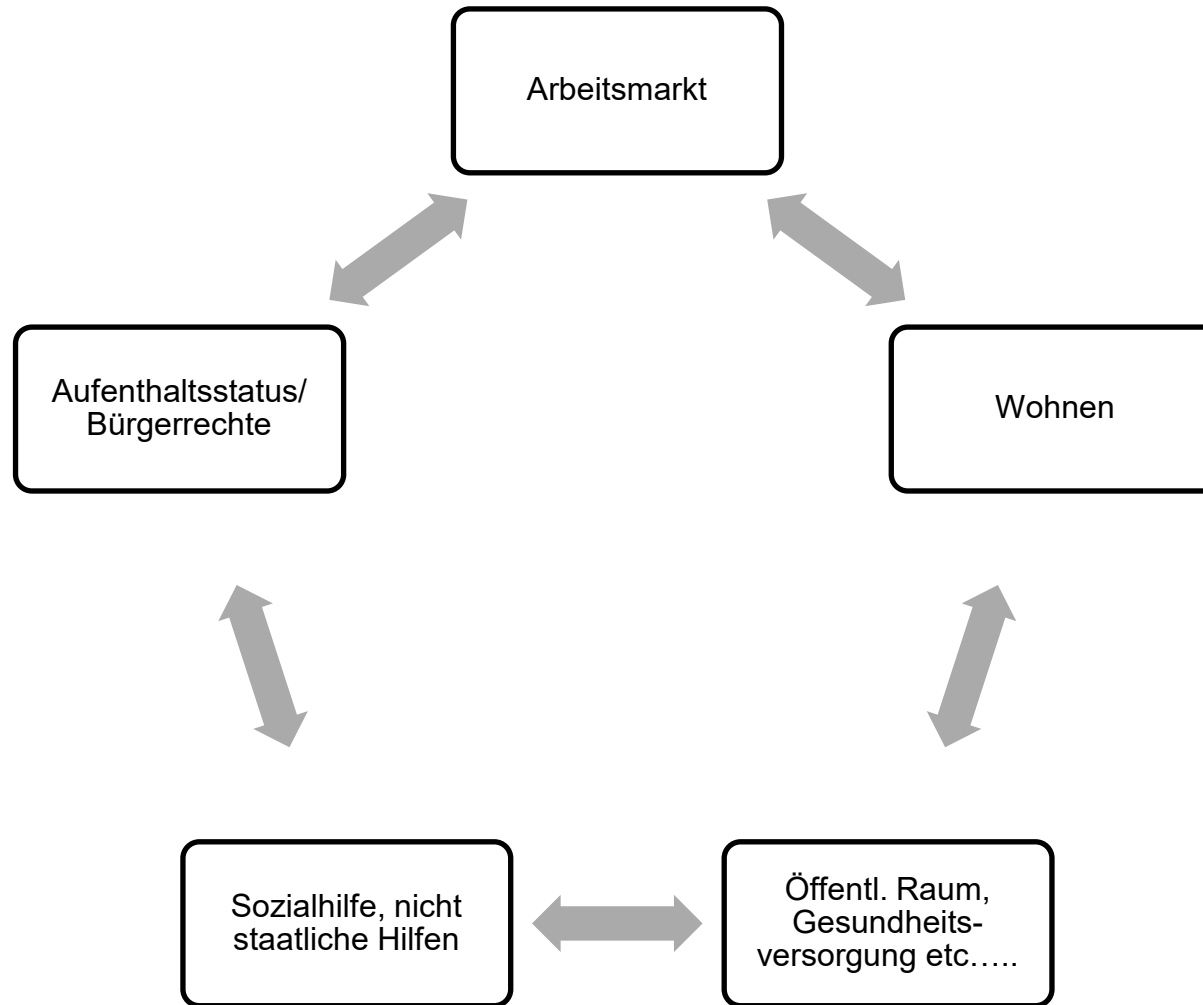 Arbeitsmarkt
Aufenthaltsstatus/
Bürgerrechte
Wohnen
Sozialhilfe, nicht
staatliche Hilfen
Öffentl. Raum,
Gesundheits-
versorgung etc…..